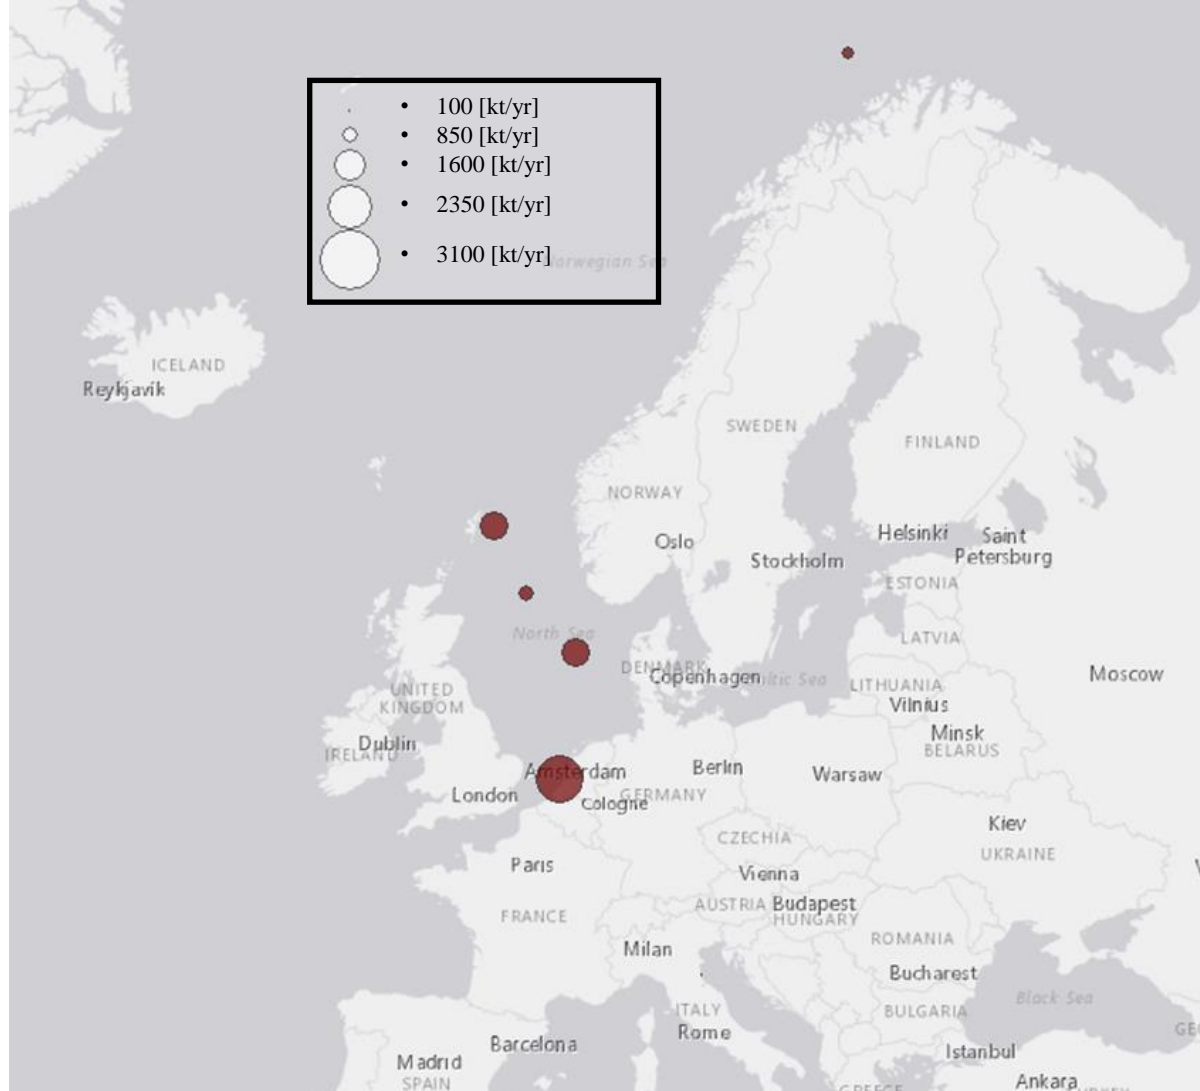 • 100 [kt/yr]
• 850 [kt/yr]
• 1600 [kt/yr]
• 2350 [kt/yr]
• 3100 [kt/yr]
Norwegian Sea
ICELAND
Reykjavik
SWEDEN
FINLAND
NORWAY
Oslo
Helsinki
Saint
Petersburg
Stockholm
ESTONIA
North Sea
LATVIA
DENMARK
Copenhagen
Baltic Sea
LITHUANIA
Moscow
UNITED
KINGDOM
Vilnius
Minsk
BELARUS
Dublin
IRELAND
Amsterdam
Berlin
Warsaw
London
Cologne
GERMANY
Kiev
UKRAINE
CZECHIA
Paris
Vienna
AUSTRIA
Budapest
HUNGARY
FRANCE
ROMANIA
Milan
Bucharest
Black Sea
ITALY
BULGARIA
Rome
GE
Barcelona
Istanbul
Madrid
SPAIN
Ankara
GREECE